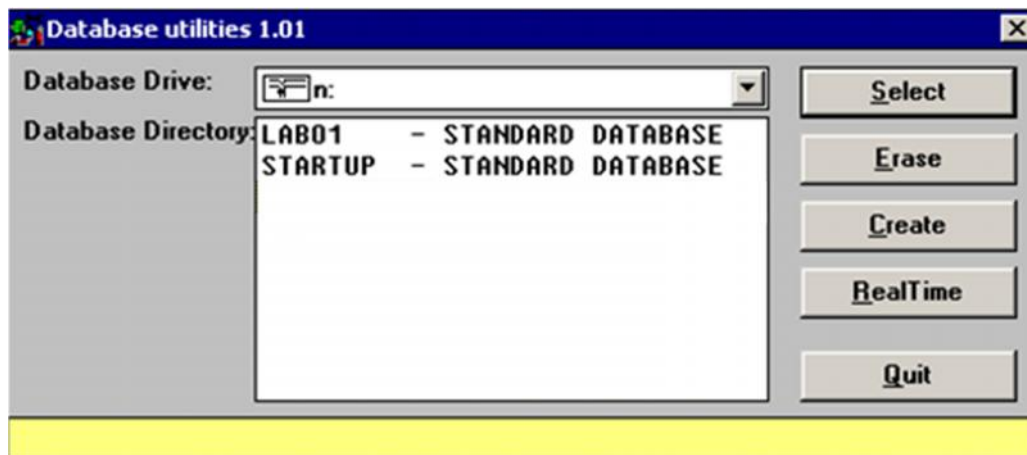 Database utilities 1.01
Database Drive:
n:
Select
Database Directory:
LAB01 - STANDARD DATABASE
STARTUP - STANDARD DATABASE
Erase
Create
RealTime
Quit